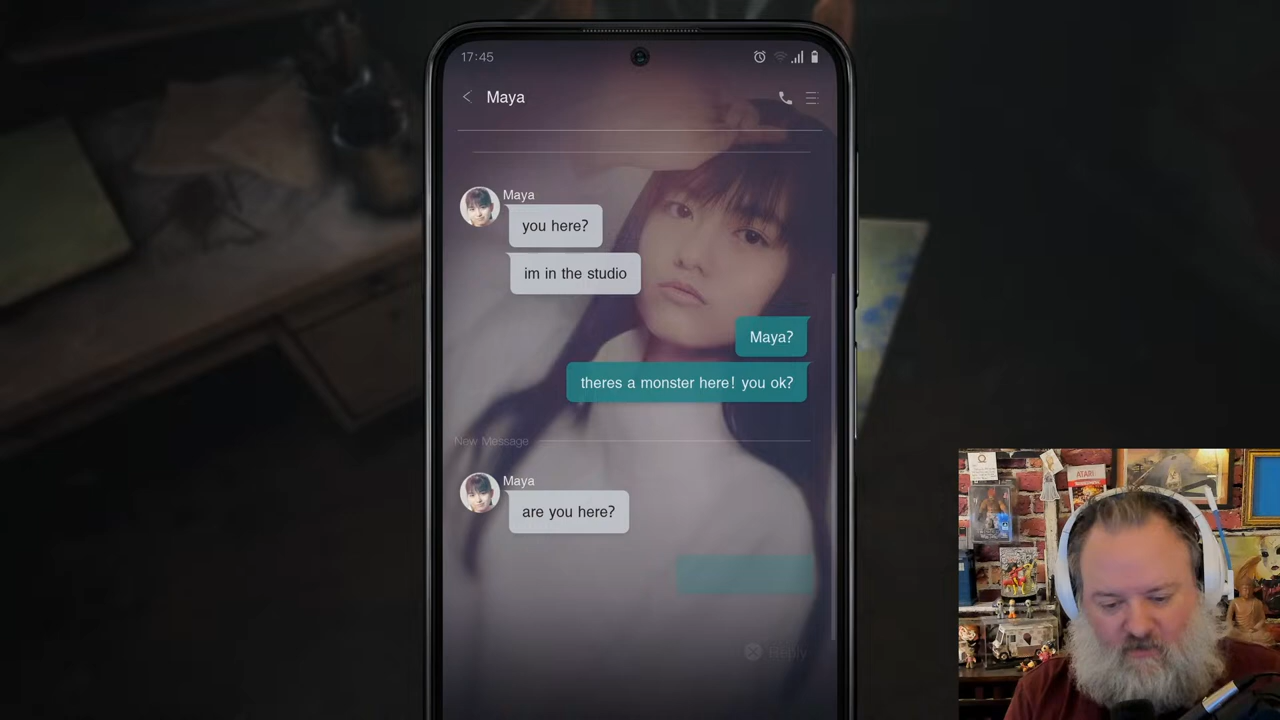 17:45
Maya
Maya
you here?
im in the studio
Maya?
theres a monster here! you ok?
New Message
Maya
are you here?
Reply
ATARI